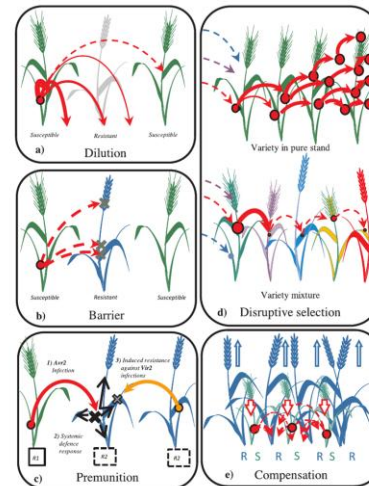 Susceptible Resistant Susceptible
a) Dilution
Susceptible Resistant Susceptible
b) Barrier
1) Avr2
Infection
3) Induced resistance
against Vir2
infections
2) Systemic
defence
response
#1 #2 #2
c) Premunition
Variety in pure stand
Variety mixture
d) Disruptive selection
R S R S R S R
e) Compensation